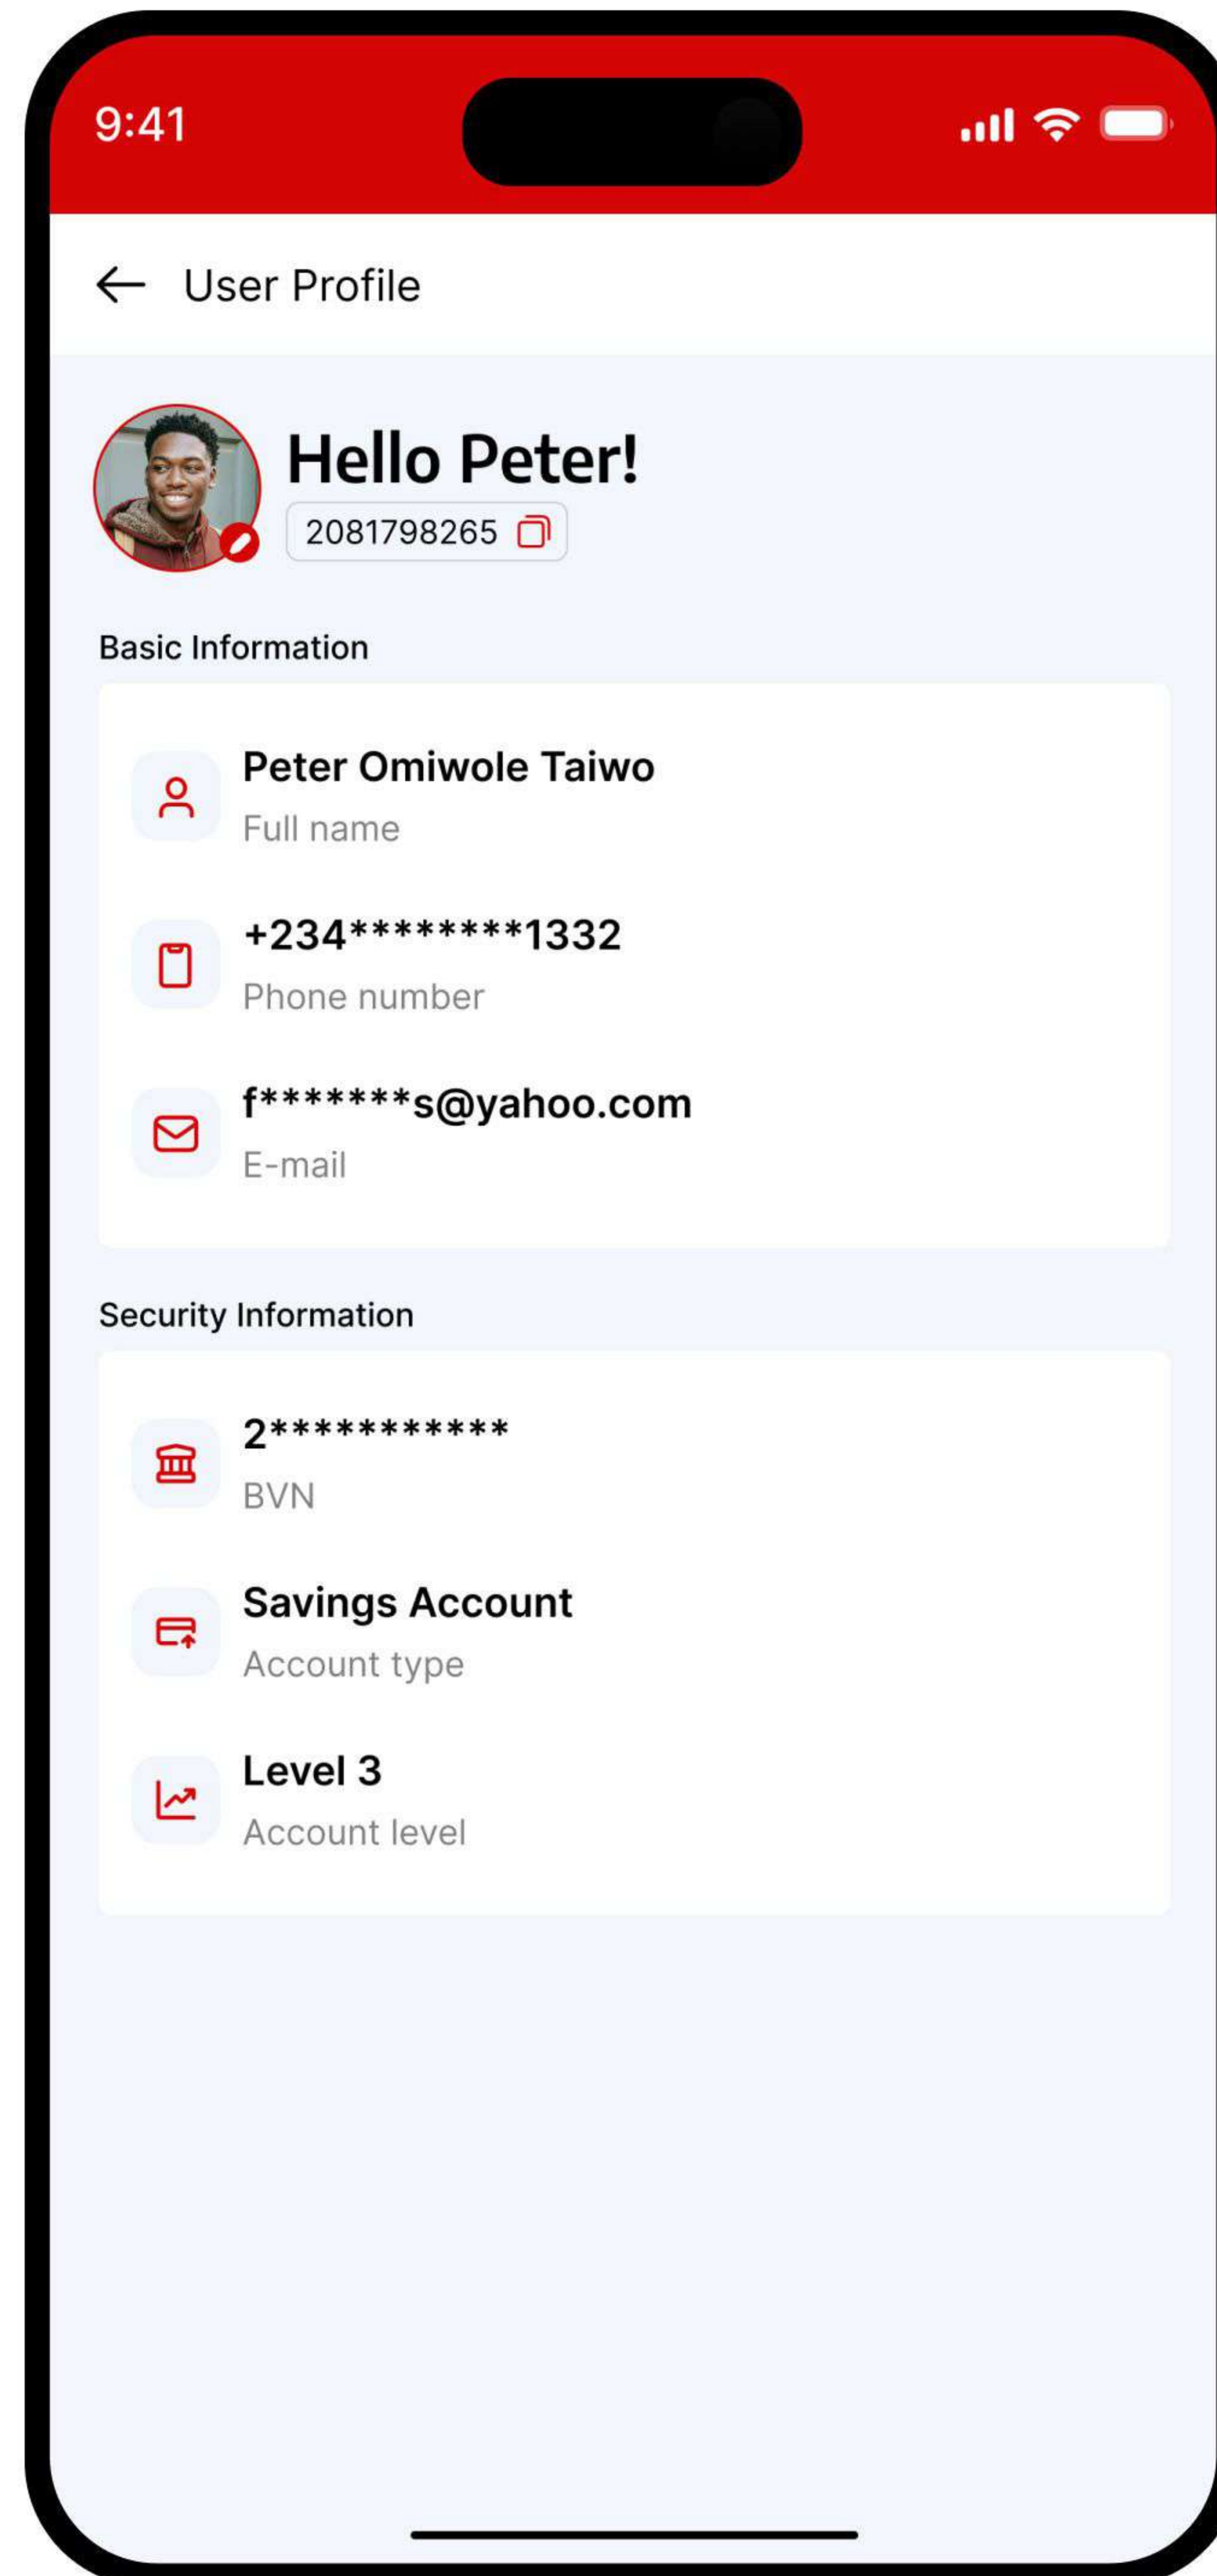 9:41
User Profile
Hello Peter!
2081798265
Basic Information
Peter Omiwole Taiwo
Full name
+234********1332
Phone number
f*******s@yahoo.com
E-mail
Security Information
2***********
BVN
Savings Account
Account type
Level 3
Account level